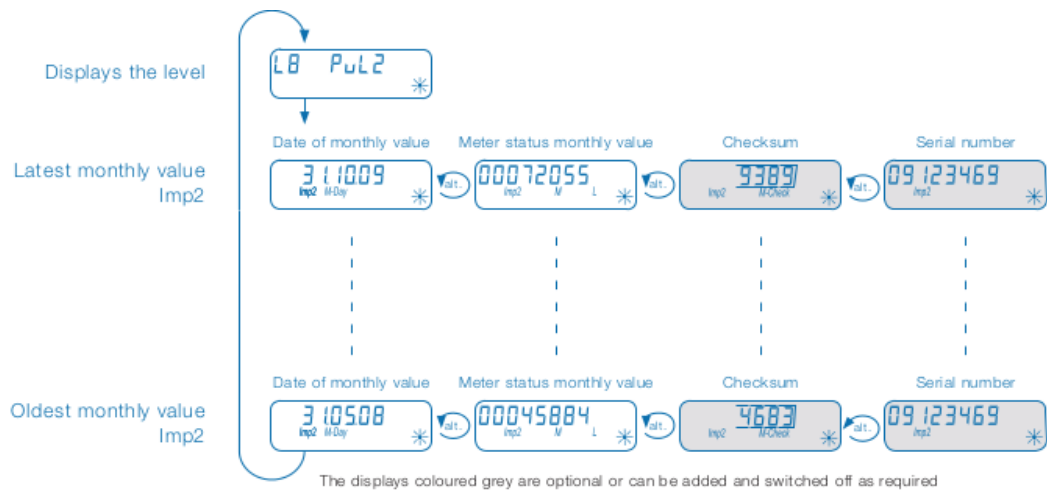 L8 PuL2
Displays the level
Date of monthly value Meter status monthly value Checksum Serial number
Latest monthly value
Imp2
31.10.09 00072055 9389 09123469
Imp2 M-Day alt. Imp2 M L alt. Imp2 M-Check alt. Imp2
Date of monthly value Meter status monthly value Checksum Serial number
Oldest monthly value
Imp2
31.05.08 00045884 4683 09123469
Imp2 M-Day alt. Imp2 M L alt. Imp2 M-Check alt. Imp2
The displays coloured grey are optional or can be added and switched off as required